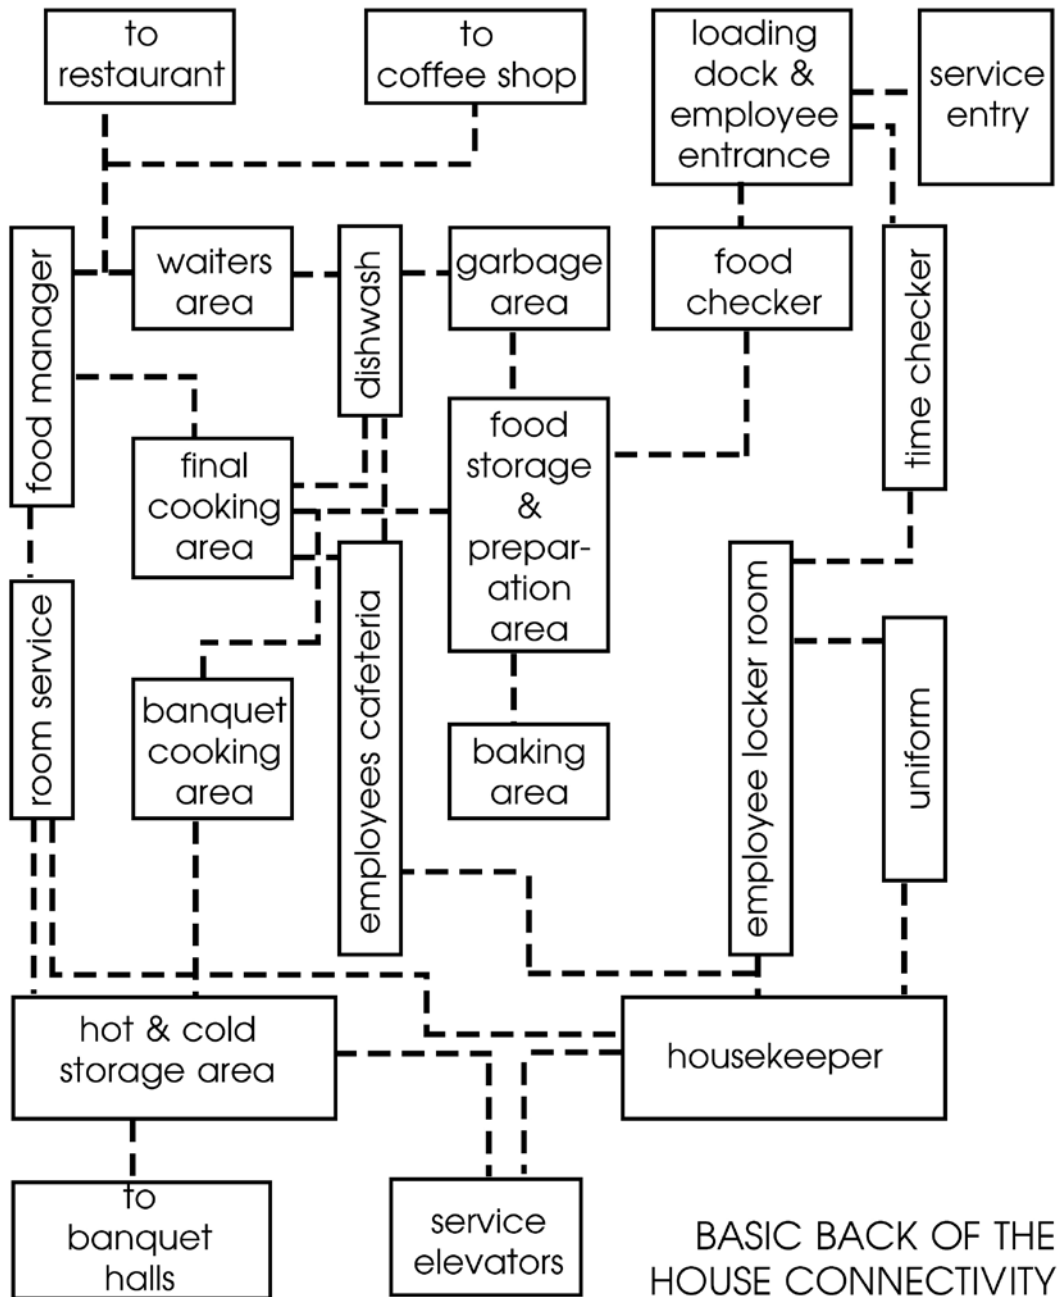 to
restaurant
to
coffee shop
loading
dock &
employee
entrance
service
entry
food manager
waiters
area
dishwash
garbage
area
food
checker
time checker
final
cooking
area
food
storage
&
prepar-
ation
area
room service
banquet
cooking
area
employees cafeteria
baking
area
employee locker room
uniform
hot & cold
storage area
housekeeper
to
banquet
halls
service
elevators
BASIC BACK OF THE
HOUSE CONNECTIVITY